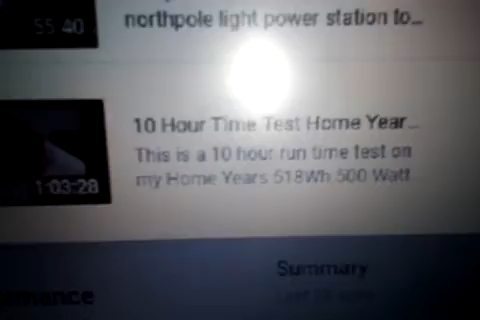 northpole light power station to...
55:40
10 Hour Time Test Home Year...
This is a 10 hour run time test on
my Home Years 518Wh 500 Watt
1:03:28
Summary
rmance